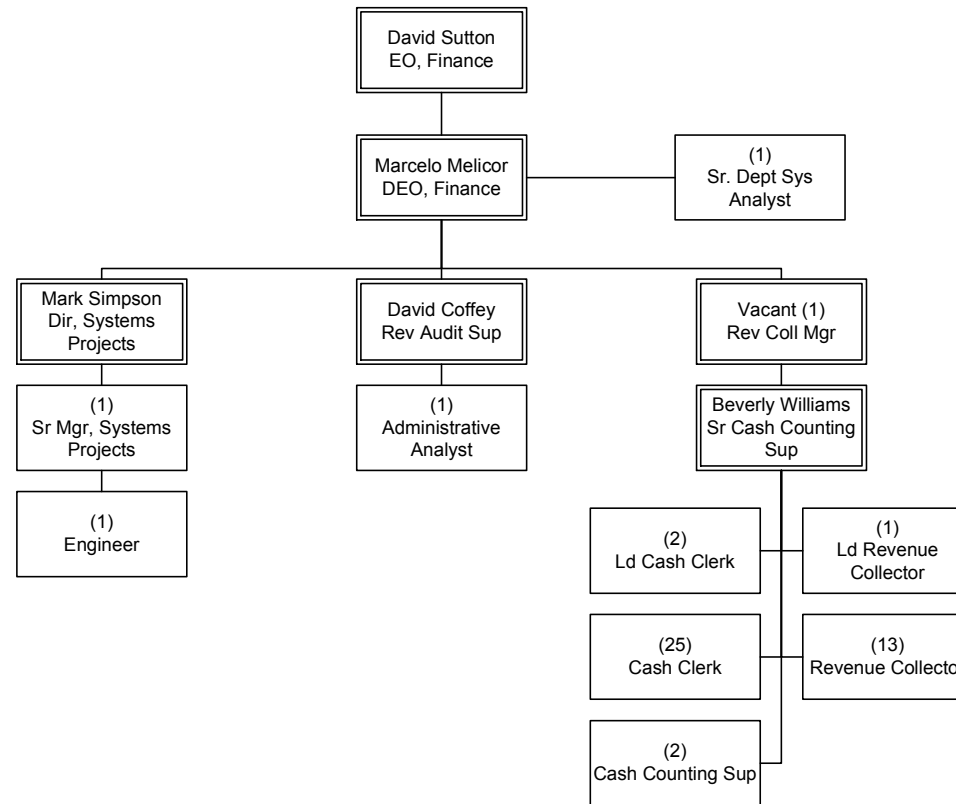 David Sutton
EO, Finance
Marcelo Melicor
DEO, Finance
(1)
Sr. Dept Sys
Analyst
Mark Simpson
Dir, Systems
Projects
David Coffey
Rev Audit Sup
Vacant (1)
Rev Coll Mgr
(1)
Sr Mgr, Systems
Projects
(1)
Administrative
Analyst
Beverly Williams
Sr Cash Counting
Sup
(1)
Engineer
(2)
Ld Cash Clerk
(1)
Ld Revenue
Collector
(25)
Cash Clerk
(13)
Revenue Collector
(2)
Cash Counting Sup